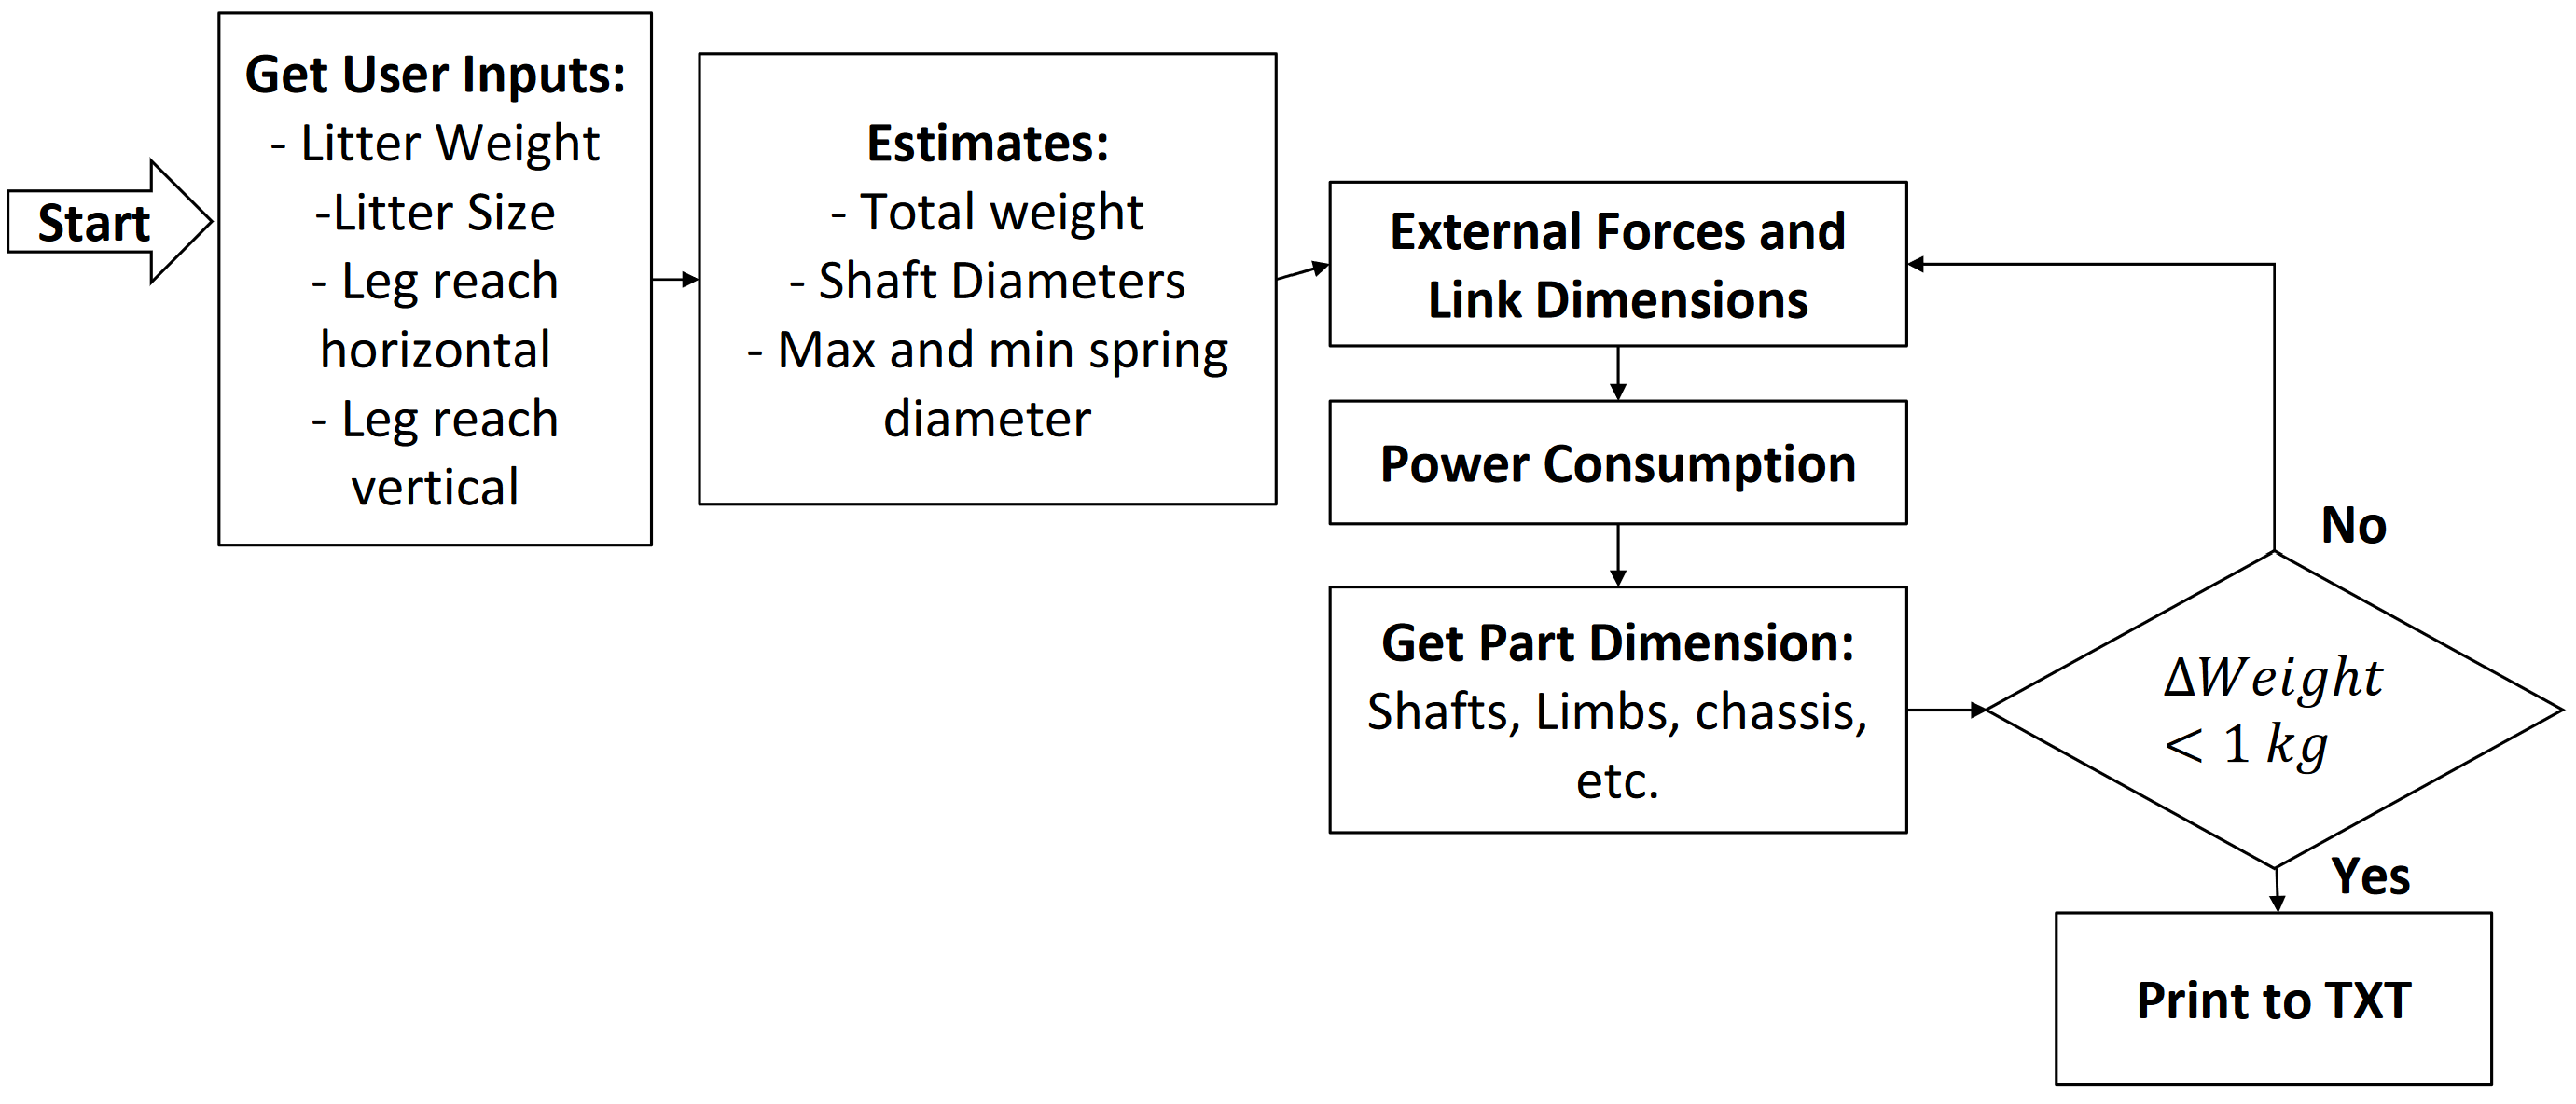 Start
Get User Inputs:
- Litter Weight
-Litter Size
- Leg reach
horizontal
- Leg reach
vertical
Estimates:
- Total weight
- Shaft Diameters
- Max and min spring
diameter
External Forces and
Link Dimensions
Power Consumption
Get Part Dimension:
Shafts, Limbs, chassis,
etc.
ΔWeight
< 1 kg
No
Yes
Print to TXT